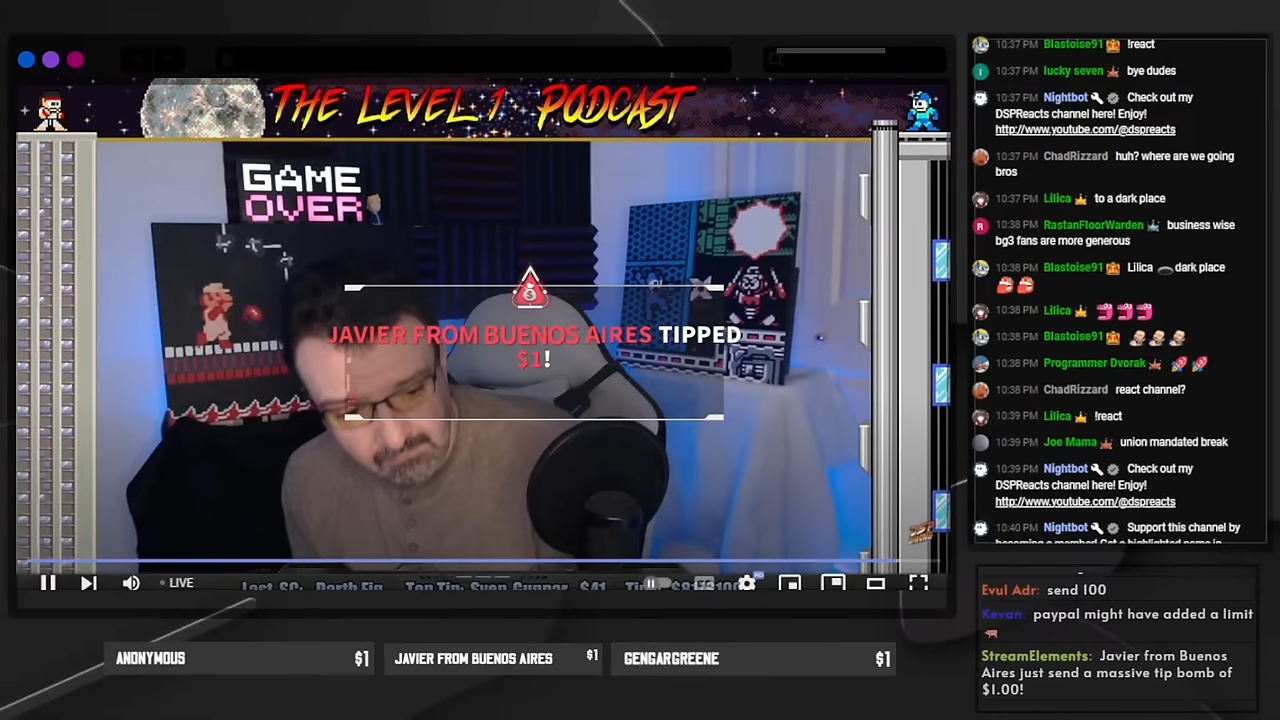 THE LEVEL 1 PODCAST
GAME
OVER
JAVIER FROM BUENOS AIRES TIPPED
$1!
LIVE
HD
ANONYMOUS $1
JAVIER FROM BUENOS AIRES $1
GENGARGREENE $1
10:37 PM Blastoise91 !react
10:37 PM lucky seven bye dudes
10:37 PM Nightbot Check out my
DSPReacts channel here! Enjoy!
http://www.youtube.com/@dspreacts
10:37 PM ChadRizzard huh? where are we going
bros
10:37 PM Lilica to a dark place
10:38 PM RastanFloorWarden business wise
bg3 fans are more generous
10:38 PM Blastoise91 Lilica dark place
10:38 PM Lilica
10:38 PM Blastoise91
10:38 PM Programmer Dvorak
10:38 PM ChadRizzard react channel?
10:39 PM Lilica !react
10:39 PM Joe Mama union mandated break
10:39 PM Nightbot Check out my
DSPReacts channel here! Enjoy!
http://www.youtube.com/@dspreacts
10:40 PM Nightbot Support this channel by
Evul Adr: send 100
Kevan: paypal might have added a limit
StreamElements: Javier from Buenos
Aires just send a massive tip bomb of
$1.00!